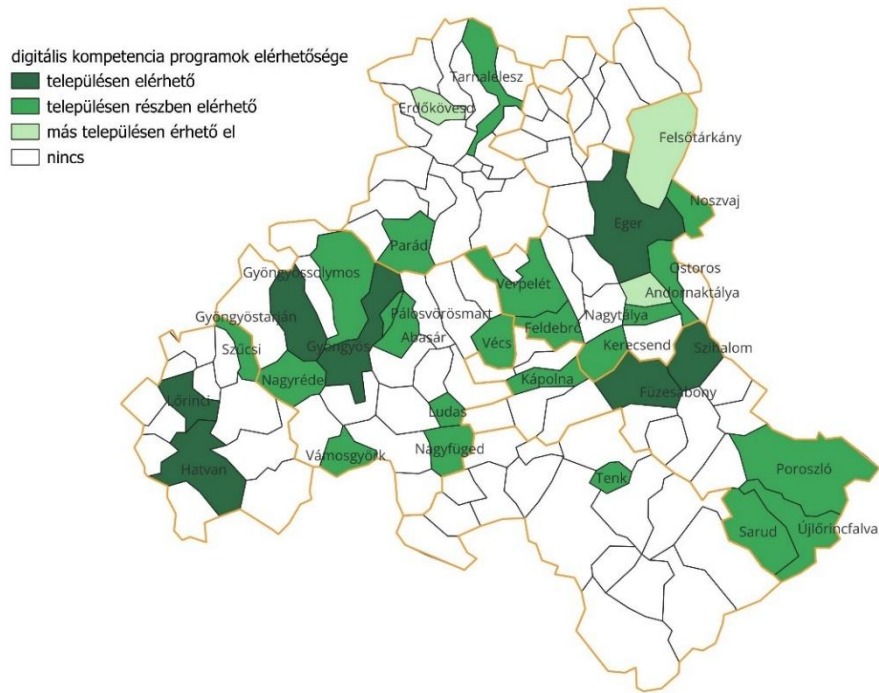 digitális kompetencia programok elérhetősége
településen elérhető
településen részben elérhető
más településen érhető el
nincs
Tarnalelesz
Erdőkövesd
Felsőtárkány
Noszvaj
Eger
Parád
Ostoros
Gyöngyössolymos
Verpelét
Andornaktálya
Gyöngyöstarján
Pálosvörösmart
Nagytálya
Feldebrő
Abasár
Szűcsi
Gyöngyös
Vécs
Kerecsend
Szihalom
Nagyréde
Kápolna
Füzesabony
Lőrinci
Ludas
Vámosgyörk
Nagyfüged
Hatvan
Poroszló
Tenk
Sarud
Újlőrincfalva